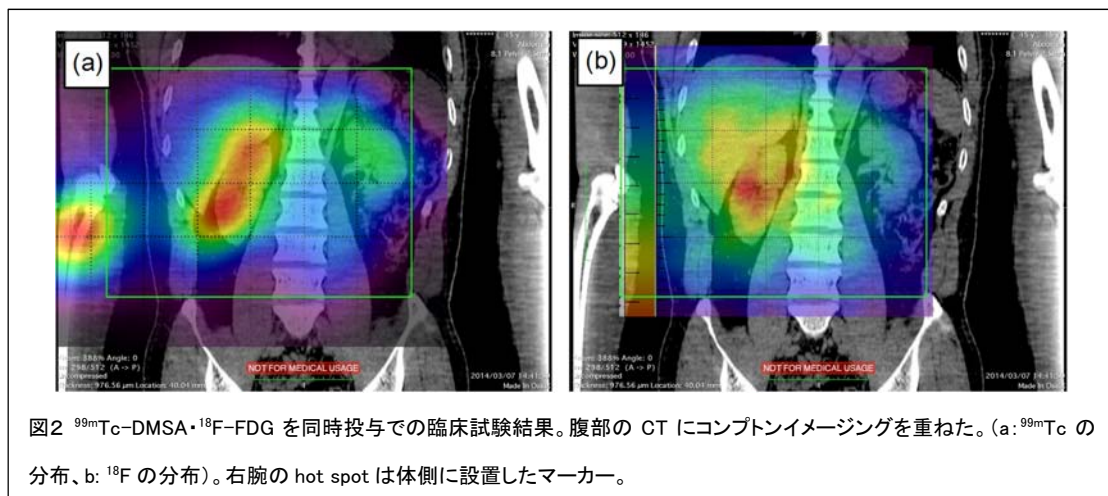 (a)
(b)
NOT FOR MEDICAL USAGE
2014/03/07
NOT FOR MEDICAL USAGE
2014/03/07
図2 ⁹⁹ᵐTc-DMSA・¹⁸F-FDG を同時投与での臨床試験結果。腹部の CT にコンプトンイメージングを重ねた。(a:⁹⁹ᵐTc の
分布、b: ¹⁸F の分布)。右腕の hot spot は体側に設置したマーカー。